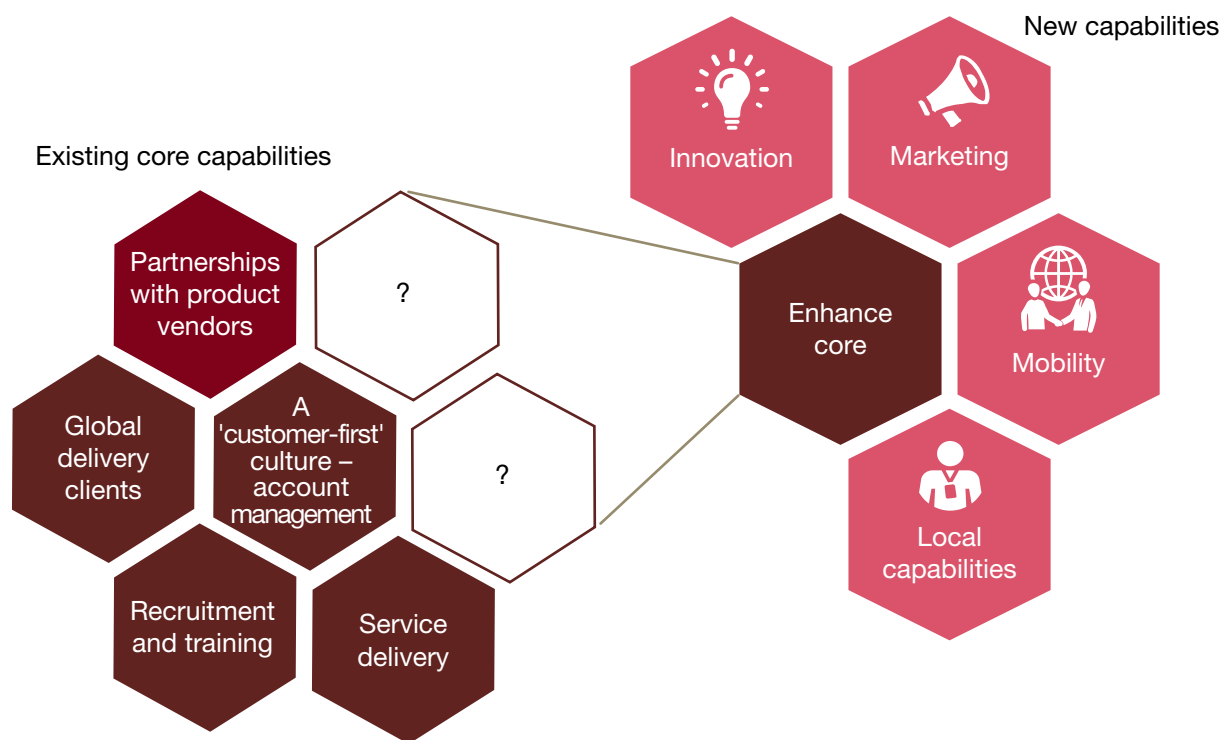 New capabilities
Innovation
Marketing
Existing core capabilities
Partnerships
with product
vendors
?
Enhance
core
Mobility
Global
delivery
clients
A
'customer-first'
culture –
account
management
?
Local
capabilities
Recruitment
and training
Service
delivery